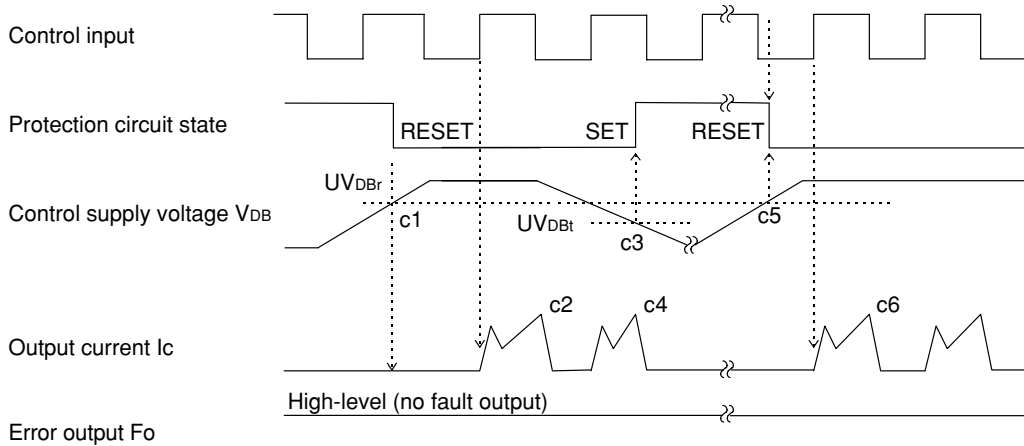 Control input
Protection circuit state
RESET
SET
RESET
UVDBr
Control supply voltage VDB
c1
UVDBt
c3
c5
c2
c4
c6
Output current Ic
High-level (no fault output)
Error output Fo